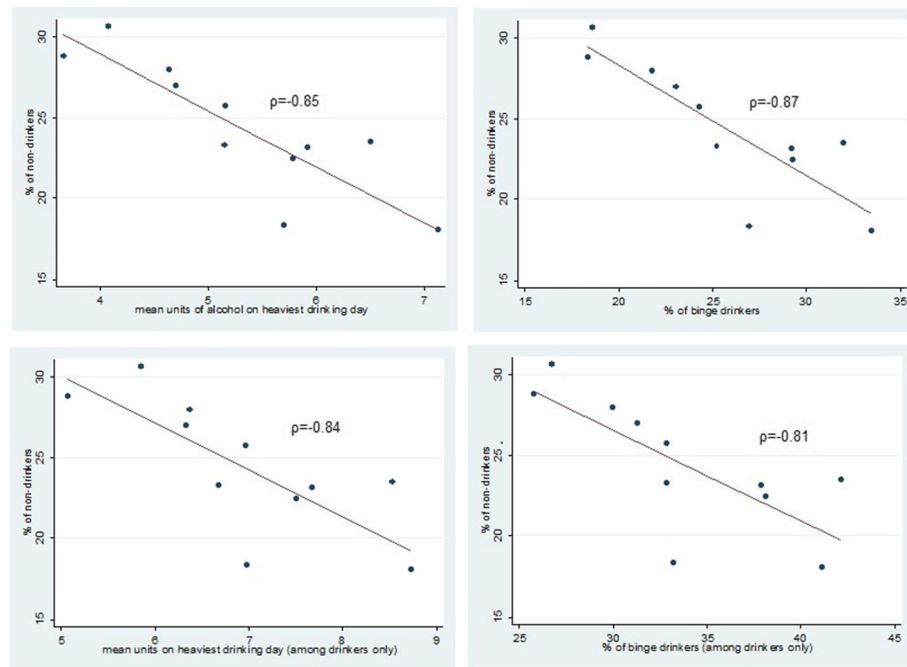 % of non-drinkers
30
25
20
15
ρ=-0.85
4
5
6
7
mean units of alcohol on heaviest drinking day
% of non-drinkers
30
25
20
15
ρ=-0.87
15
20
25
30
35
% of binge drinkers
% of non-drinkers
30
25
20
15
ρ=-0.84
5
6
7
8
9
mean units on heaviest drinking day (among drinkers only)
% of non-drinkers .
30
25
20
15
ρ=-0.81
25
30
35
40
45
% of binge drinkers (among drinkers only)